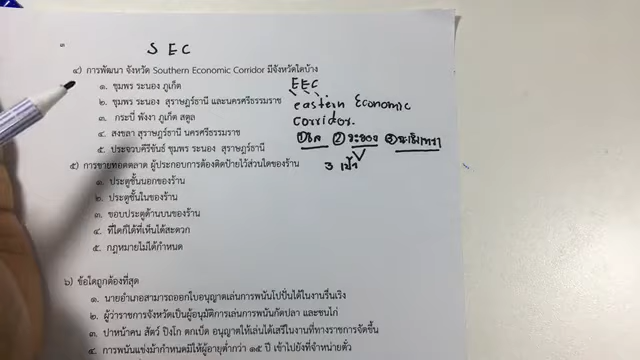 ๓
SEC
๔) การพัฒนา จังหวัด Southern Economic Corridor มีจังหวัดใดบ้าง
๑. ชุมพร ระนอง ภูเก็ต
EEC
๒. ชุมพร ระนอง สุราษฎร์ธานี และนครศรีธรรมราช
eastern Economic
๓. กระบี่ พังงา ภูเก็ต สตูล
corridor.
๔. สงขลา สุราษฎร์ธานี นครศรีธรรมราช
① ชล ② ระยอง ③ ฉะเชิงเทรา
๕. ประจวบคีรีขันธ์ ชุมพร ระนอง สุราษฎร์ธานี
3 เป้า
๕) การขายทอดตลาด ผู้ประกอบการต้องติดป้ายไว้ส่วนใดของร้าน
๑. ประตูชั้นนอกของร้าน
๒. ประตูชั้นในของร้าน
๓. ขอบประตูด้านบนของร้าน
๔. ที่ใดก็ได้ที่เห็นได้สะดวก
๕. กฎหมายไม่ได้กำหนด
๖) ข้อใดถูกต้องที่สุด
๑. นายอำเภอสามารถออกใบอนุญาตเล่นการพนันโปปั่นได้ในงานรื่นเริง
๒. ผู้ว่าราชการจังหวัดเป็นผู้อนุมัติการเล่นการพนันกัดปลา และชนไก่
๓. ปาหน้าคน สัตว์ บิงโก ตกเบ็ด อนุญาตให้เล่นได้เสรีในงานที่ทางราชการจัดขึ้น
๔. การพนันแข่งม้ากำหนดมิให้ผู้อายุต่ำกว่า ๑๕ ปี เข้าไปยังที่จำหน่ายตั๋ว